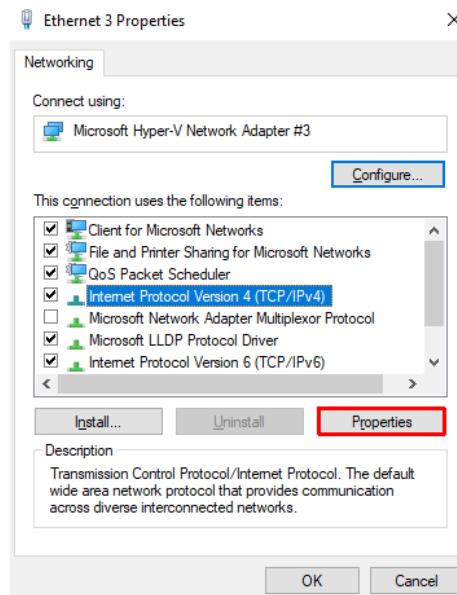 Ethernet 3 Properties
Networking
Connect using:
Microsoft Hyper-V Network Adapter #3
Configure...
This connection uses the following items:
Client for Microsoft Networks
File and Printer Sharing for Microsoft Networks
QoS Packet Scheduler
Internet Protocol Version 4 (TCP/IPv4)
Microsoft Network Adapter Multiplexor Protocol
Microsoft LLDP Protocol Driver
Internet Protocol Version 6 (TCP/IPv6)
Install... Uninstall Properties
Description
Transmission Control Protocol/Internet Protocol. The default
wide area network protocol that provides communication
across diverse interconnected networks.
OK Cancel